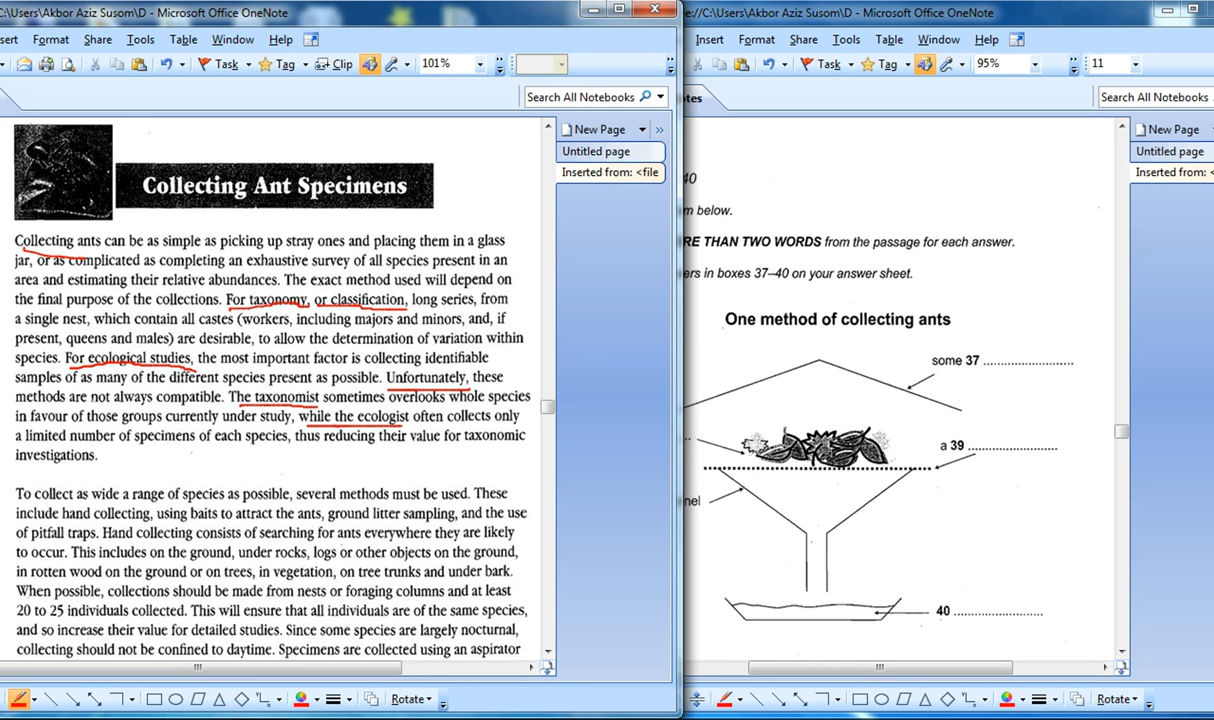 C:\Users\Akbor Aziz Susom\D - Microsoft Office OneNote
sert Format Share Tools Table Window Help
Task Tag Clip 101%
Search All Notebooks
New Page
Untitled page
Inserted from: <file
Collecting Ant Specimens
Collecting ants can be as simple as picking up stray ones and placing them in a glass
jar, or as complicated as completing an exhaustive survey of all species present in an
area and estimating their relative abundances. The exact method used will depend on
the final purpose of the collections. For taxonomy, or classification, long series, from
a single nest, which contain all castes (workers, including majors and minors, and, if
present, queens and males) are desirable, to allow the determination of variation within
species. For ecological studies, the most important factor is collecting identifiable
samples of as many of the different species present as possible. Unfortunately, these
methods are not always compatible. The taxonomist sometimes overlooks whole species
in favour of those groups currently under study, while the ecologist often collects only
a limited number of specimens of each species, thus reducing their value for taxonomic
investigations.
To collect as wide a range of species as possible, several methods must be used. These
include hand collecting, using baits to attract the ants, ground litter sampling, and the use
of pitfall traps. Hand collecting consists of searching for ants everywhere they are likely
to occur. This includes on the ground, under rocks, logs or other objects on the ground,
in rotten wood on the ground or on trees, in vegetation, on tree trunks and under bark.
When possible, collections should be made from nests or foraging columns and at least
20 to 25 individuals collected. This will ensure that all individuals are of the same species,
and so increase their value for detailed studies. Since some species are largely nocturnal,
collecting should not be confined to daytime. Specimens are collected using an aspirator
Rotate
e://C:\Users\Akbor Aziz Susom\D - Microsoft Office OneNote
Insert Format Share Tools Table Window Help
Task Tag 95% 11
otes
Search All Notebooks
New Page
Untitled page
Inserted from: <
40
m below.
RE THAN TWO WORDS from the passage for each answer.
ers in boxes 37–40 on your answer sheet.
One method of collecting ants
some 37 ........................
a 39 ........................
nel
40 ........................
Rotate